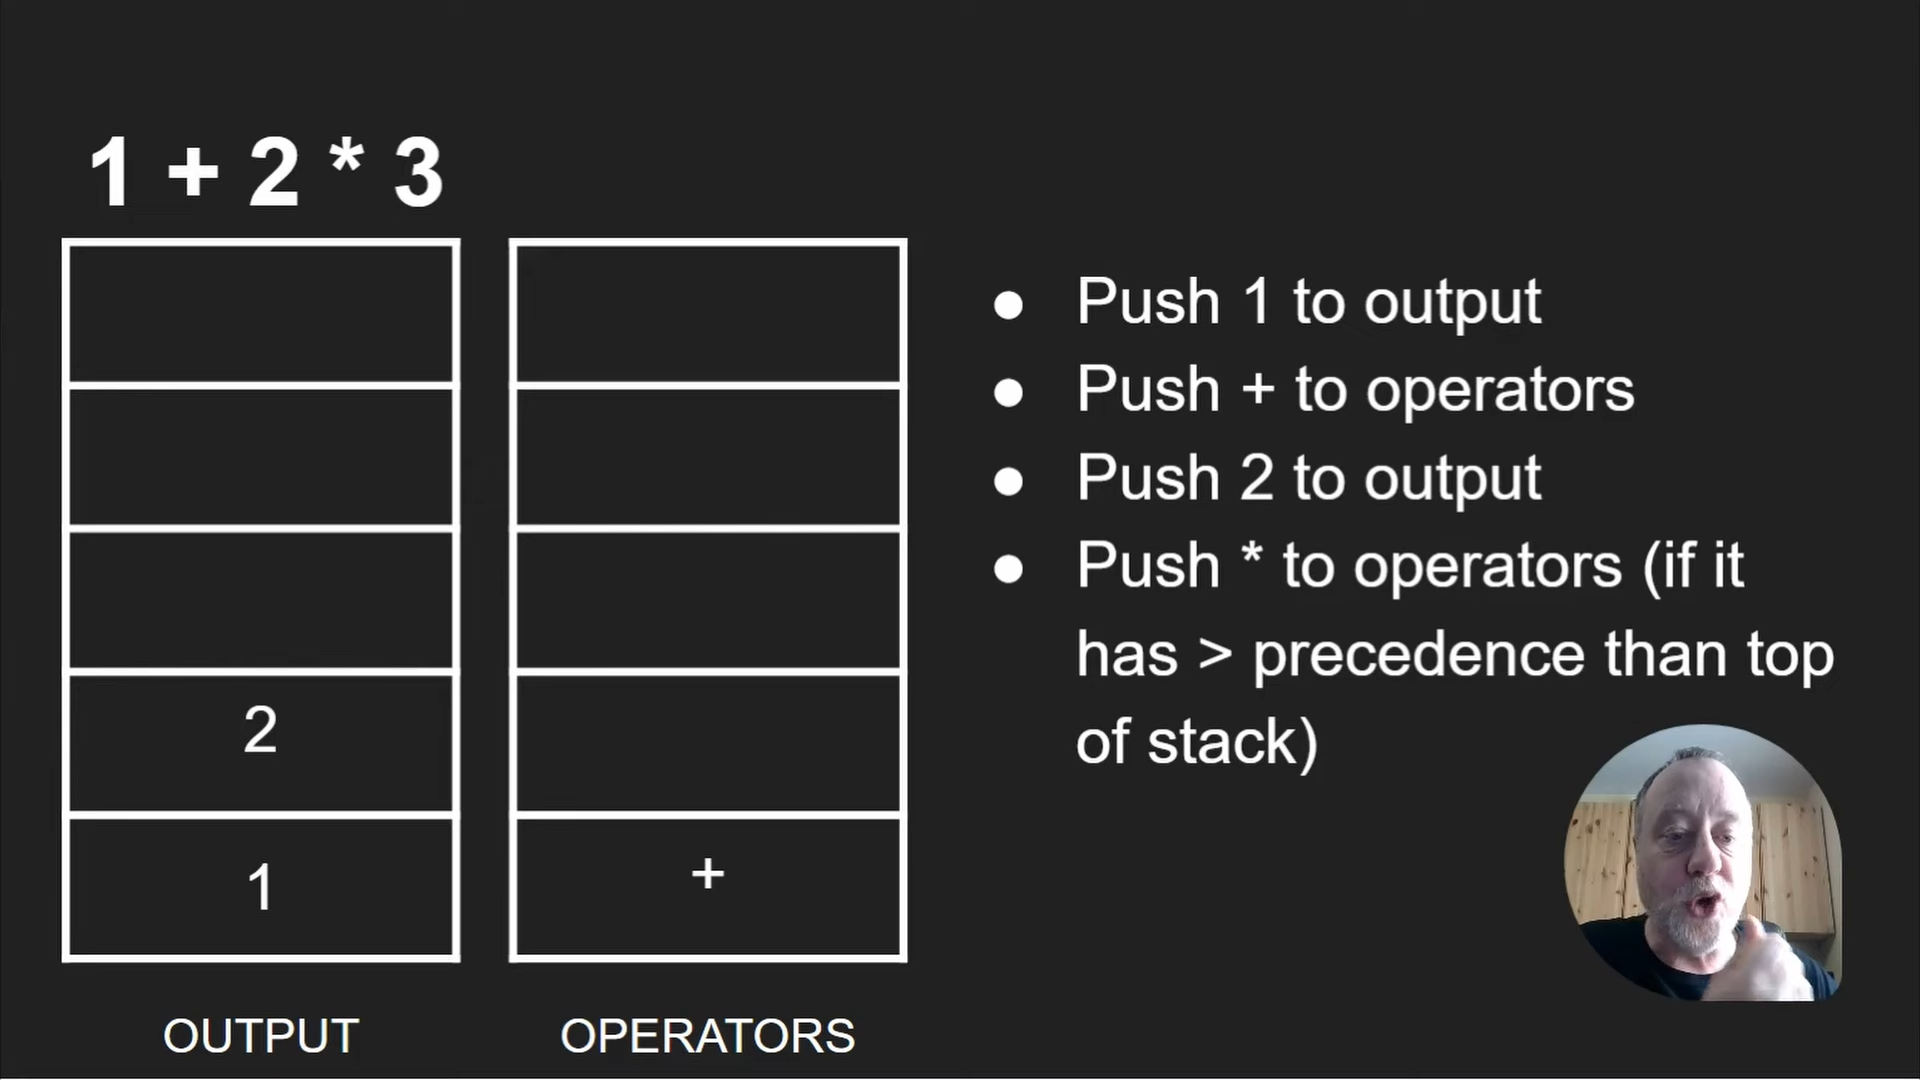 1 + 2 * 3
● Push 1 to output
● Push + to operators
● Push 2 to output
● Push * to operators (if it
has > precedence than top
of stack)
2
1
+
OUTPUT
OPERATORS